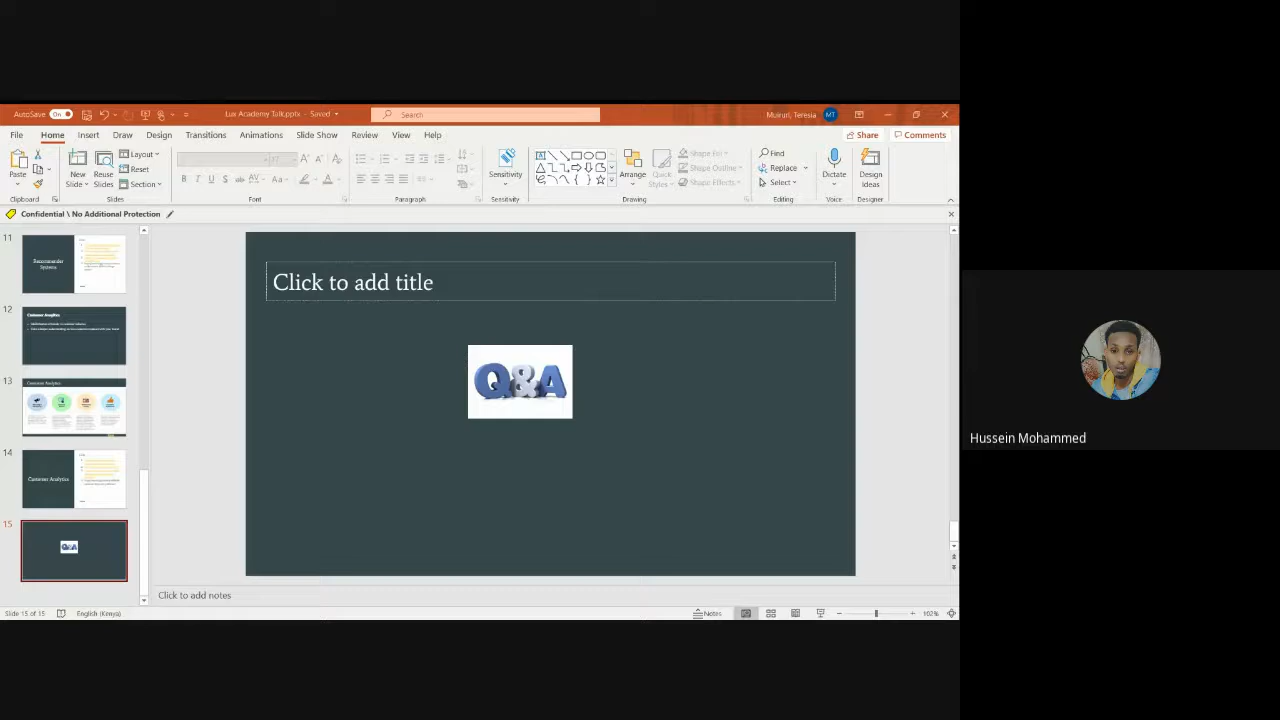 AutoSave On
Lux Academy Talk.pptx - Saved
Search
Muiruri, Teresia MT
File Home Insert Draw Design Transitions Animations Slide Show Review View Help
Share Comments
Paste
Clipboard
New Slide
Reuse Slides
Layout
Reset
Section
Slides
Font
Paragraph
Sensitivity
Sensitivity
Arrange
Quick Styles
Shape Fill
Shape Outline
Shape Effects
Drawing
Find
Replace
Select
Editing
Dictate
Voice
Design Ideas
Designer
Confidential \ No Additional Protection
11
Recommender Systems
12
Customer Analytics
13
Customer Analytics
14
Customer Analytics
15
Q&A
Click to add title
Q&A
Click to add notes
Slide 15 of 15 English (Kenya) Notes 102%
Hussein Mohammed